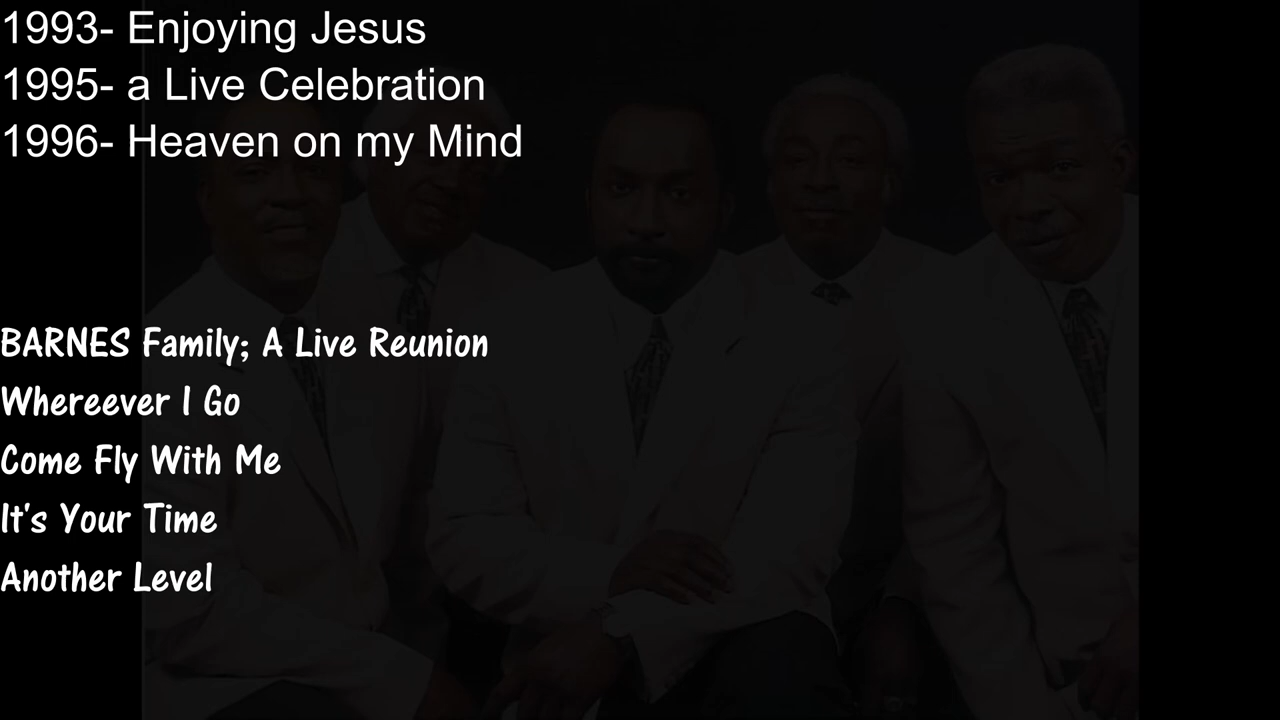 1993- Enjoying Jesus
1995- a Live Celebration
1996- Heaven on my Mind
BARNES Family; A Live Reunion
Whereever I Go
Come Fly With Me
It's Your Time
Another Level